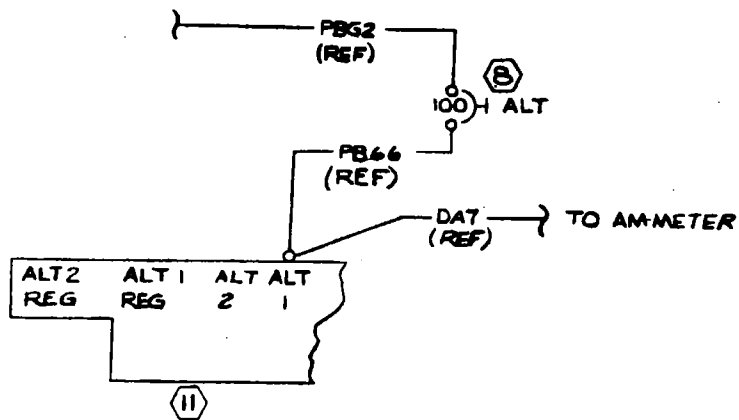 PBG2
(REF)
8
100
ALT
PB66
(REF)
DA7
(REF)
TO AM-METER
ALT 2
REG
ALT 1
REG
ALT
2
ALT
1
11